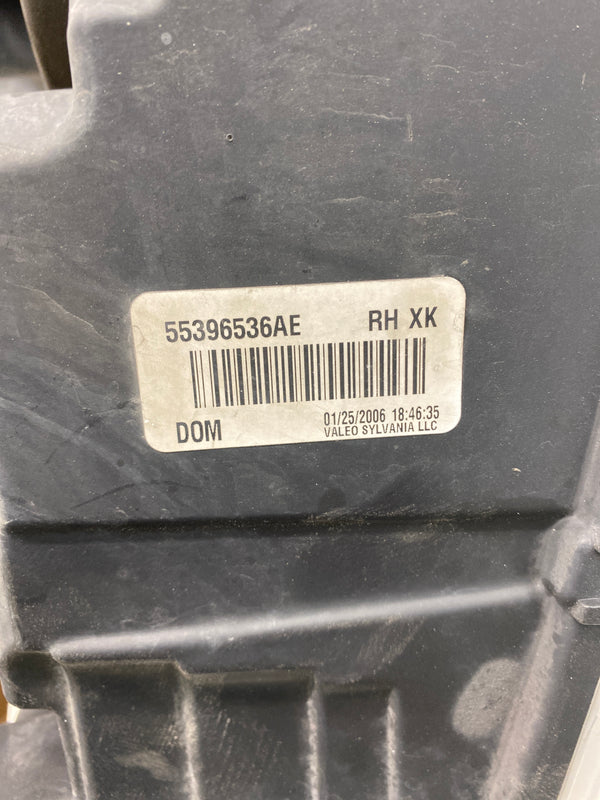 55396536AE RH XK
DOM 01/25/2006 18:46:35
VALEO SYLVANIA LLC